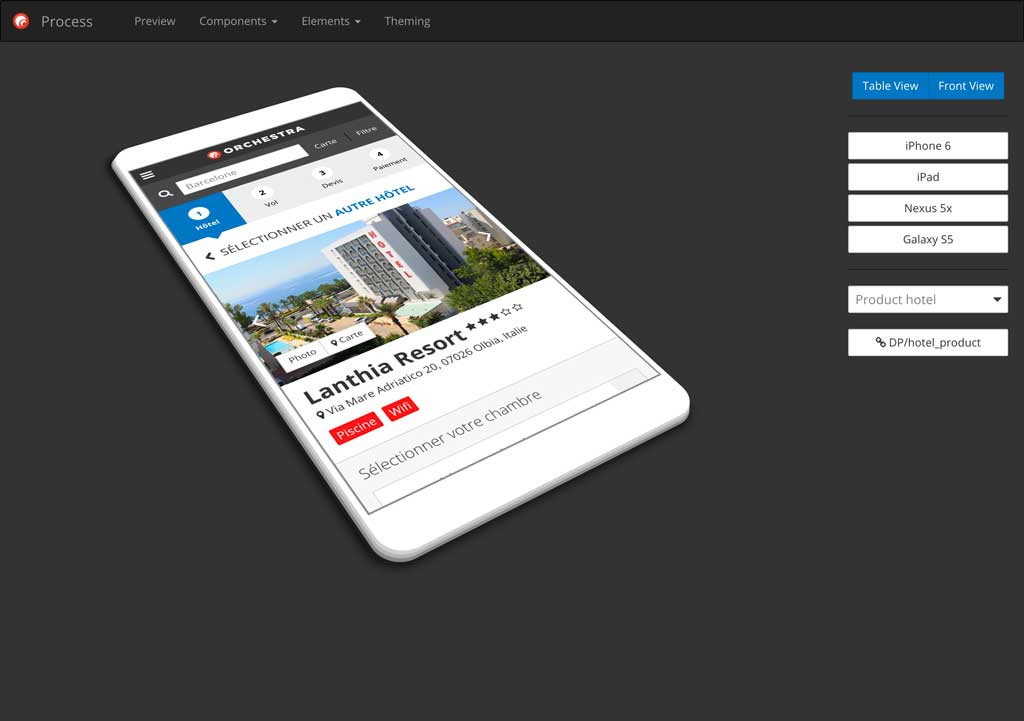 Process Preview Components Elements Theming
Table View Front View
iPhone 6
iPad
Nexus 5x
Galaxy S5
Product hotel
DP/hotel_product
ORCHESTRA
Barcelone Carte Filtre
1 Hôtel
2 Vol
3 Devis
4 Paiement
SÉLECTIONNER UN AUTRE HÔTEL
HOTEL
Photo Carte
Lanthia Resort
Via Mare Adriatico 20, 07026 Olbia, Italie
Piscine Wifi
Sélectionner votre chambre